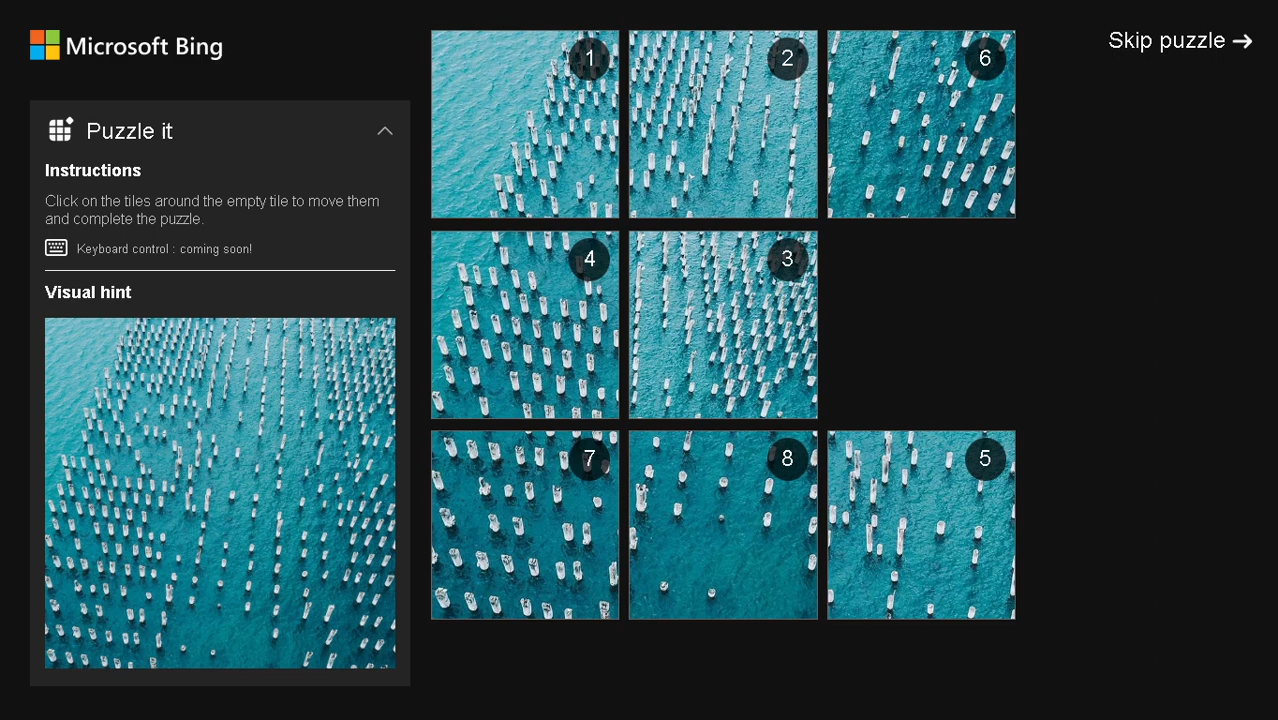 Microsoft Bing
Skip puzzle
Puzzle it
Instructions
Click on the tiles around the empty tile to move them
and complete the puzzle.
Keyboard control : coming soon!
Visual hint
1
2
6
4
3
7
8
5